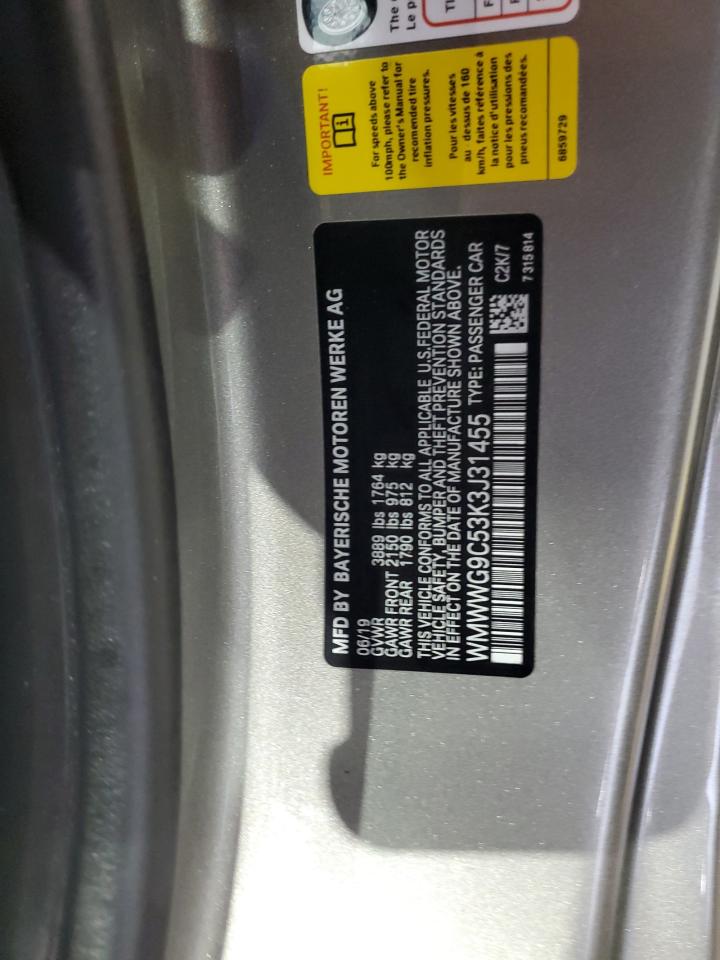 MFD BY BAYERISCHE MOTOREN WERKE AG
06/19
GVWR 3889 lbs 1764 kg
GAWR FRONT 2150 lbs 975 kg
GAWR REAR 1790 lbs 812 kg
THIS VEHICLE CONFORMS TO ALL APPLICABLE U.S.FEDERAL MOTOR
VEHICLE SAFETY, BUMPER AND THEFT PREVENTION STANDARDS
IN EFFECT ON THE DATE OF MANUFACTURE SHOWN ABOVE.
WMWWG9C53K3J31455 TYPE: PASSENGER CAR
C2K/7
7315814
IMPORTANT!
For speeds above
100mph, please refer to
the Owner's Manual for
recomended tire
inflation pressures.
Pour les vitesses
au - dessus de 160
km/h, faites référence à
la notice d'utilisation
pour les pressions des
pneus recomandées.
6859729
The
Le